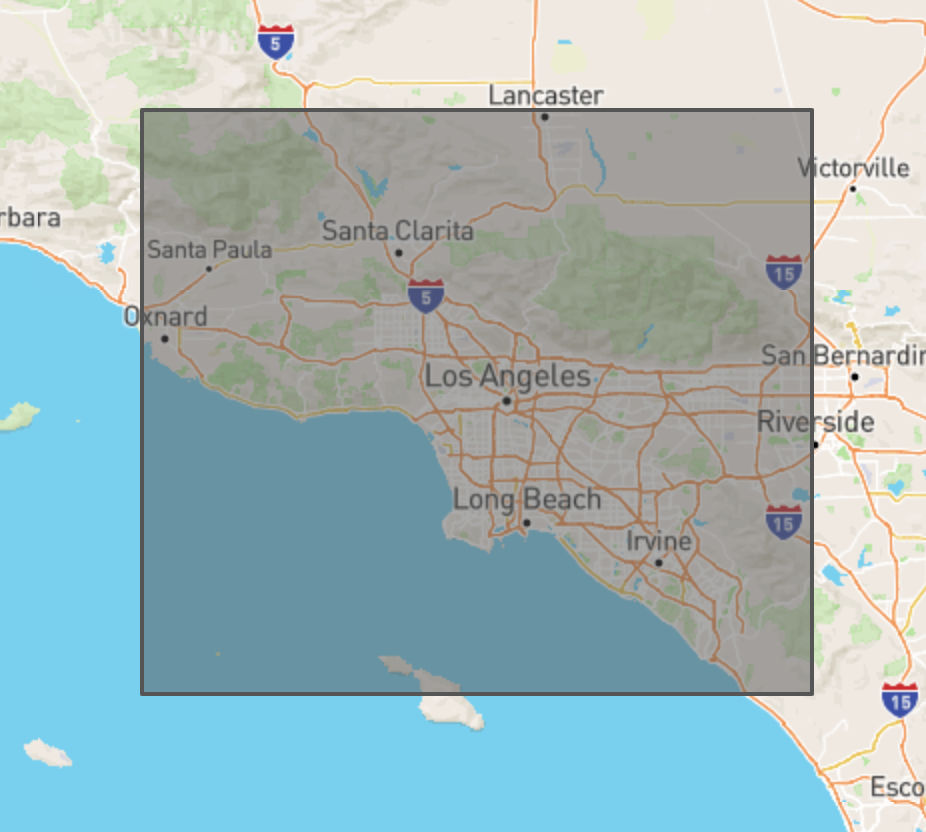 5
Lancaster
Victorville
rbara
Santa Clarita
Santa Paula
15
5
Oxnard
San Bernardin
Los Angeles
Riverside
Long Beach
15
Irvine
15
Esco